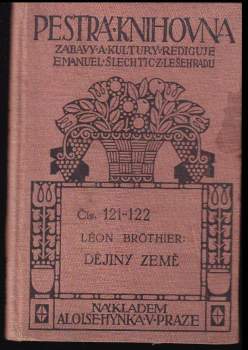 PESTRÁ·KNIHOVNA
ZÁBAVY·A·KULTURY·REDIGUJE
EMANUEL·ŠLECHTIC·Z·LEŠEHRADU
Čís. 121-122
LÉON BROTHIER:
DĚJINY ZEMĚ
NÁKLADEM
ALOISE·HYNKA·V·PRAZE